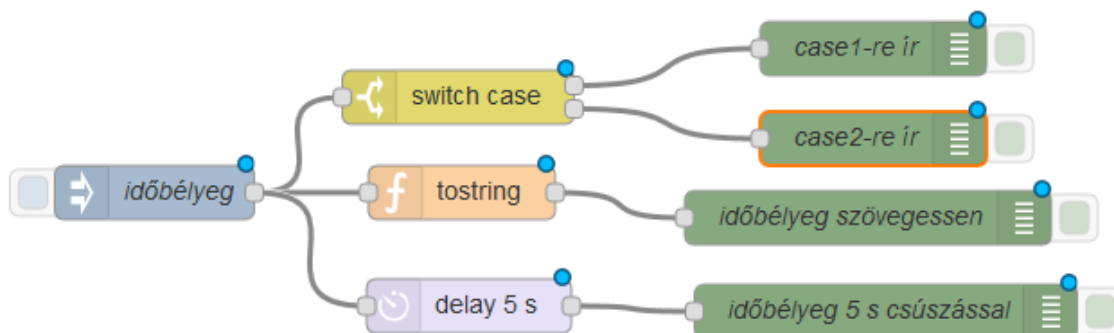 case1-re ír
switch case
case2-re ír
időbélyeg
tostring
időbélyeg szövegessen
delay 5 s
időbélyeg 5 s csúszással